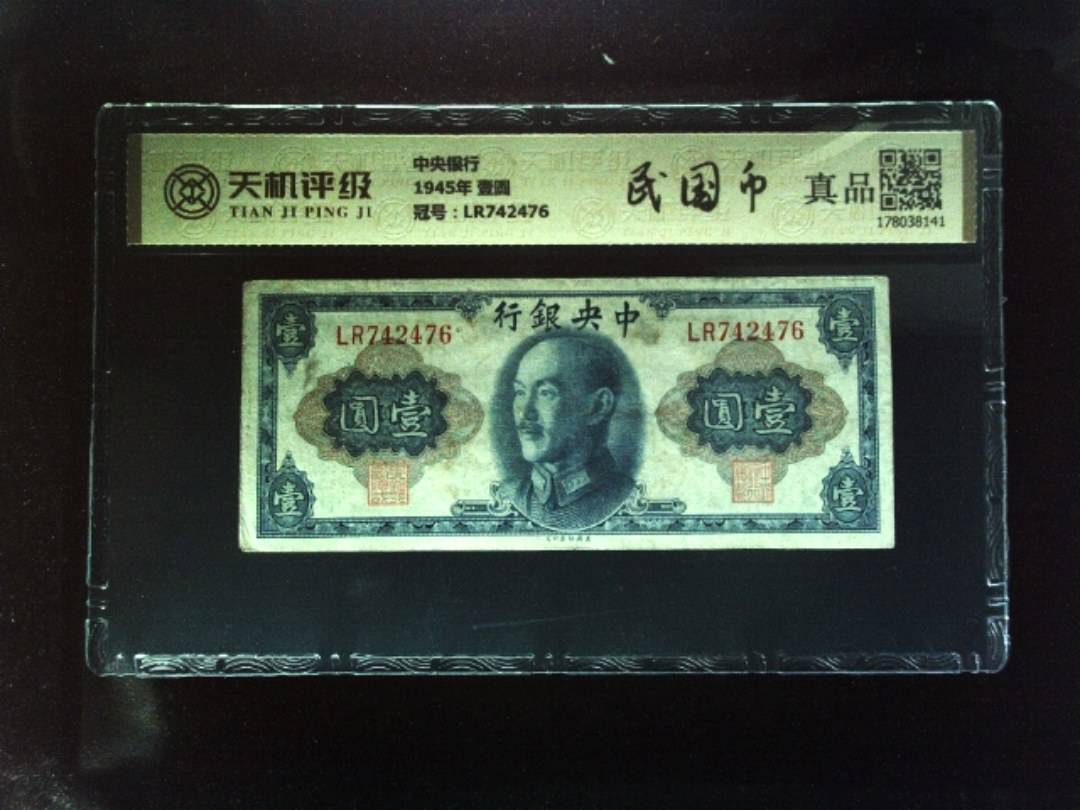 天机评级
TIAN JI PING JI
中央银行
1945年 壹圆
冠号：LR742476
民国币
真品
178038141
行銀央中
LR742476
LR742476
壹
壹
圓壹
圓壹
壹
壹